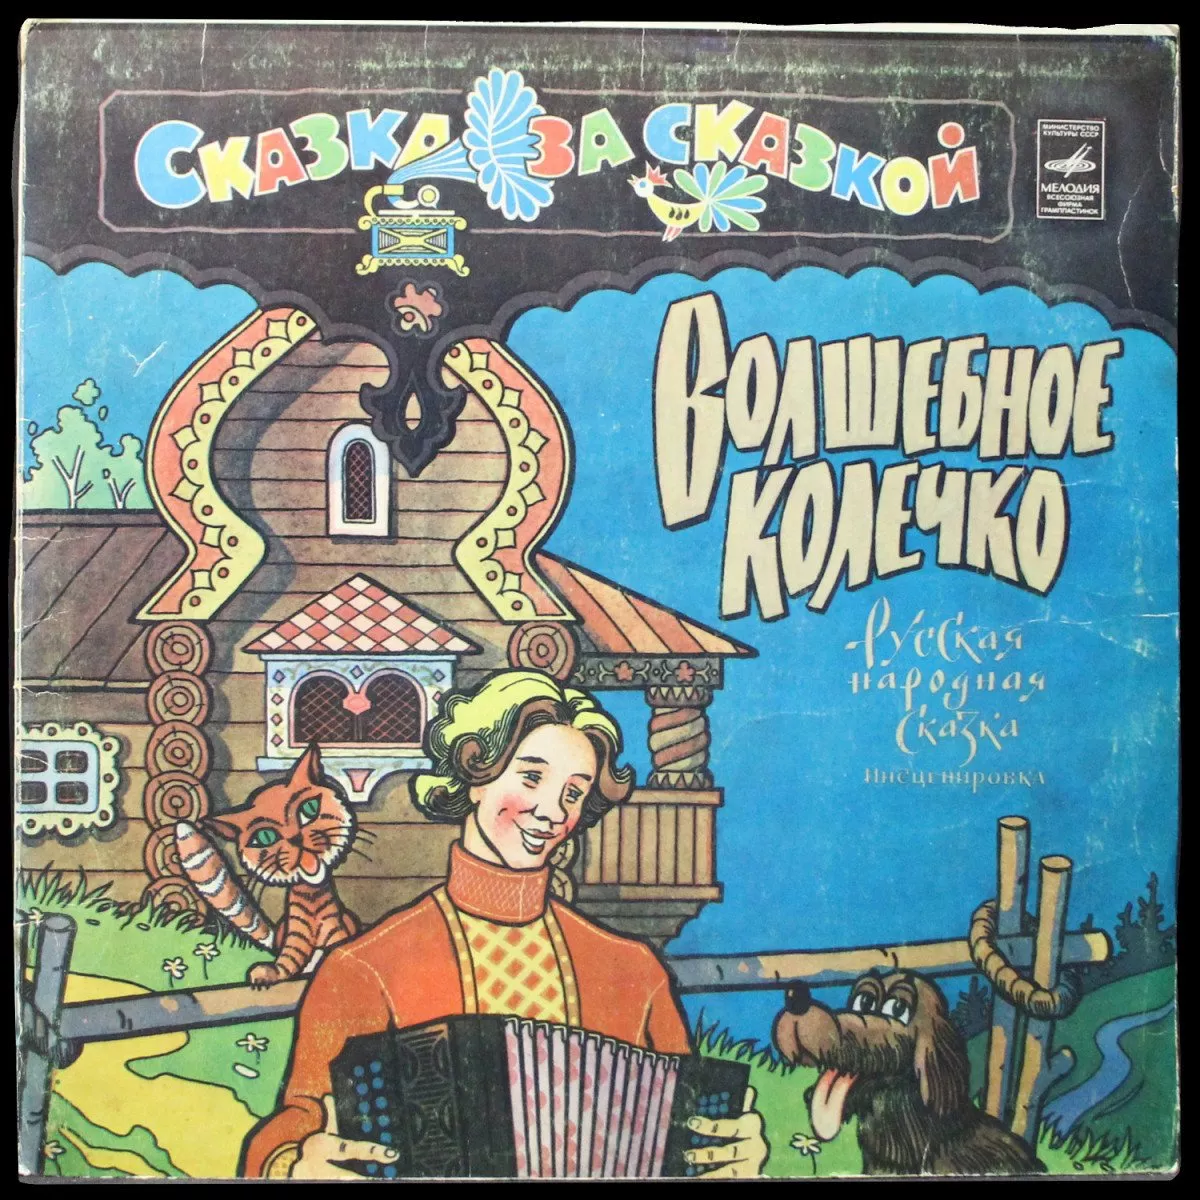 Сказка за сказкой
МИНИСТЕРСТВО
КУЛЬТУРЫ СССР
МЕЛОДИЯ
ВСЕСОЮЗНАЯ
ФИРМА
ГРАМПЛАСТИНОК
Волшебное
колечко
Русская
народная
сказка
Инсценировка